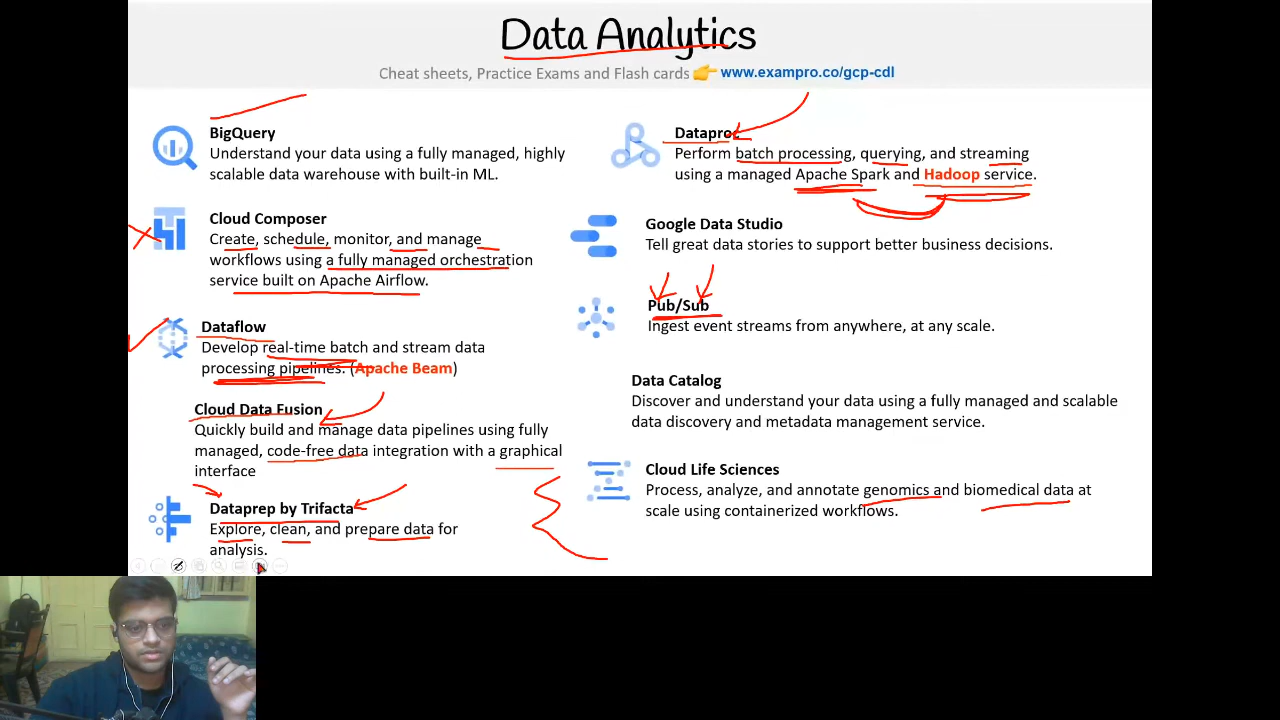 Data Analytics
Cheat sheets, Practice Exams and Flash cards 👉 www.exampro.co/gcp-cdl
BigQuery
Understand your data using a fully managed, highly
scalable data warehouse with built-in ML.
Cloud Composer
Create, schedule, monitor, and manage
workflows using a fully managed orchestration
service built on Apache Airflow.
Dataflow
Develop real-time batch and stream data
processing pipelines. (Apache Beam)
Cloud Data Fusion
Quickly build and manage data pipelines using fully
managed, code-free data integration with a graphical
interface
Dataprep by Trifacta
Explore, clean, and prepare data for
analysis.
Dataproc
Perform batch processing, querying, and streaming
using a managed Apache Spark and Hadoop service.
Google Data Studio
Tell great data stories to support better business decisions.
Pub/Sub
Ingest event streams from anywhere, at any scale.
Data Catalog
Discover and understand your data using a fully managed and scalable
data discovery and metadata management service.
Cloud Life Sciences
Process, analyze, and annotate genomics and biomedical data at
scale using containerized workflows.